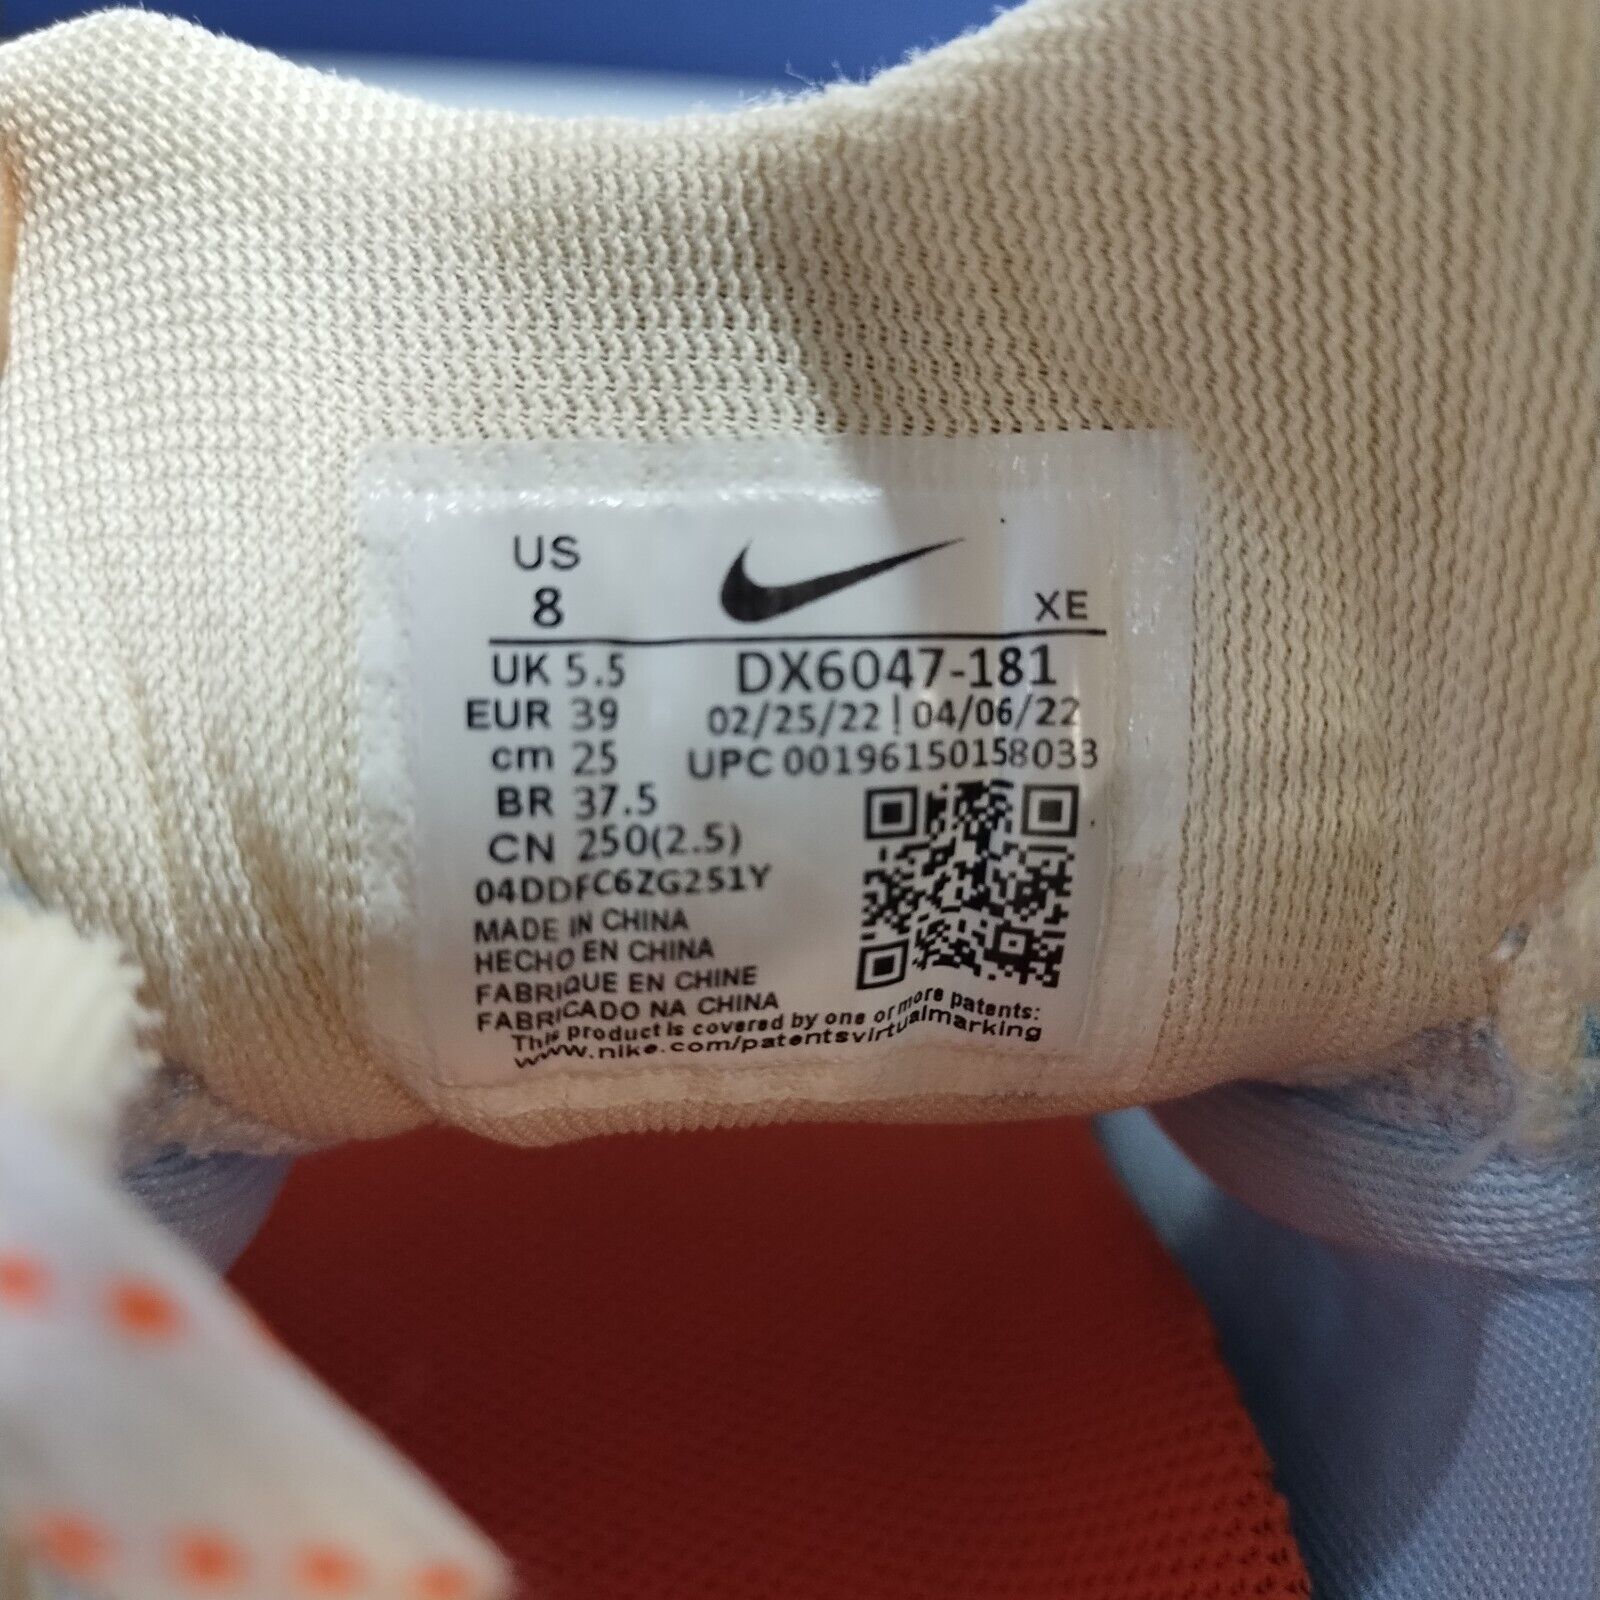 US
8
XE
UK 5.5
DX6047-181
EUR 39
02/25/22 | 04/06/22
cm 25
UPC 00196150158033
BR 37.5
CN 250(2.5)
04DDFC6ZG2S1Y
MADE IN CHINA
HECHO EN CHINA
FABRIQUE EN CHINE
FABRICADO NA CHINA
This product is covered by one or more patents:
www.nike.com/patentsvirtualmarking